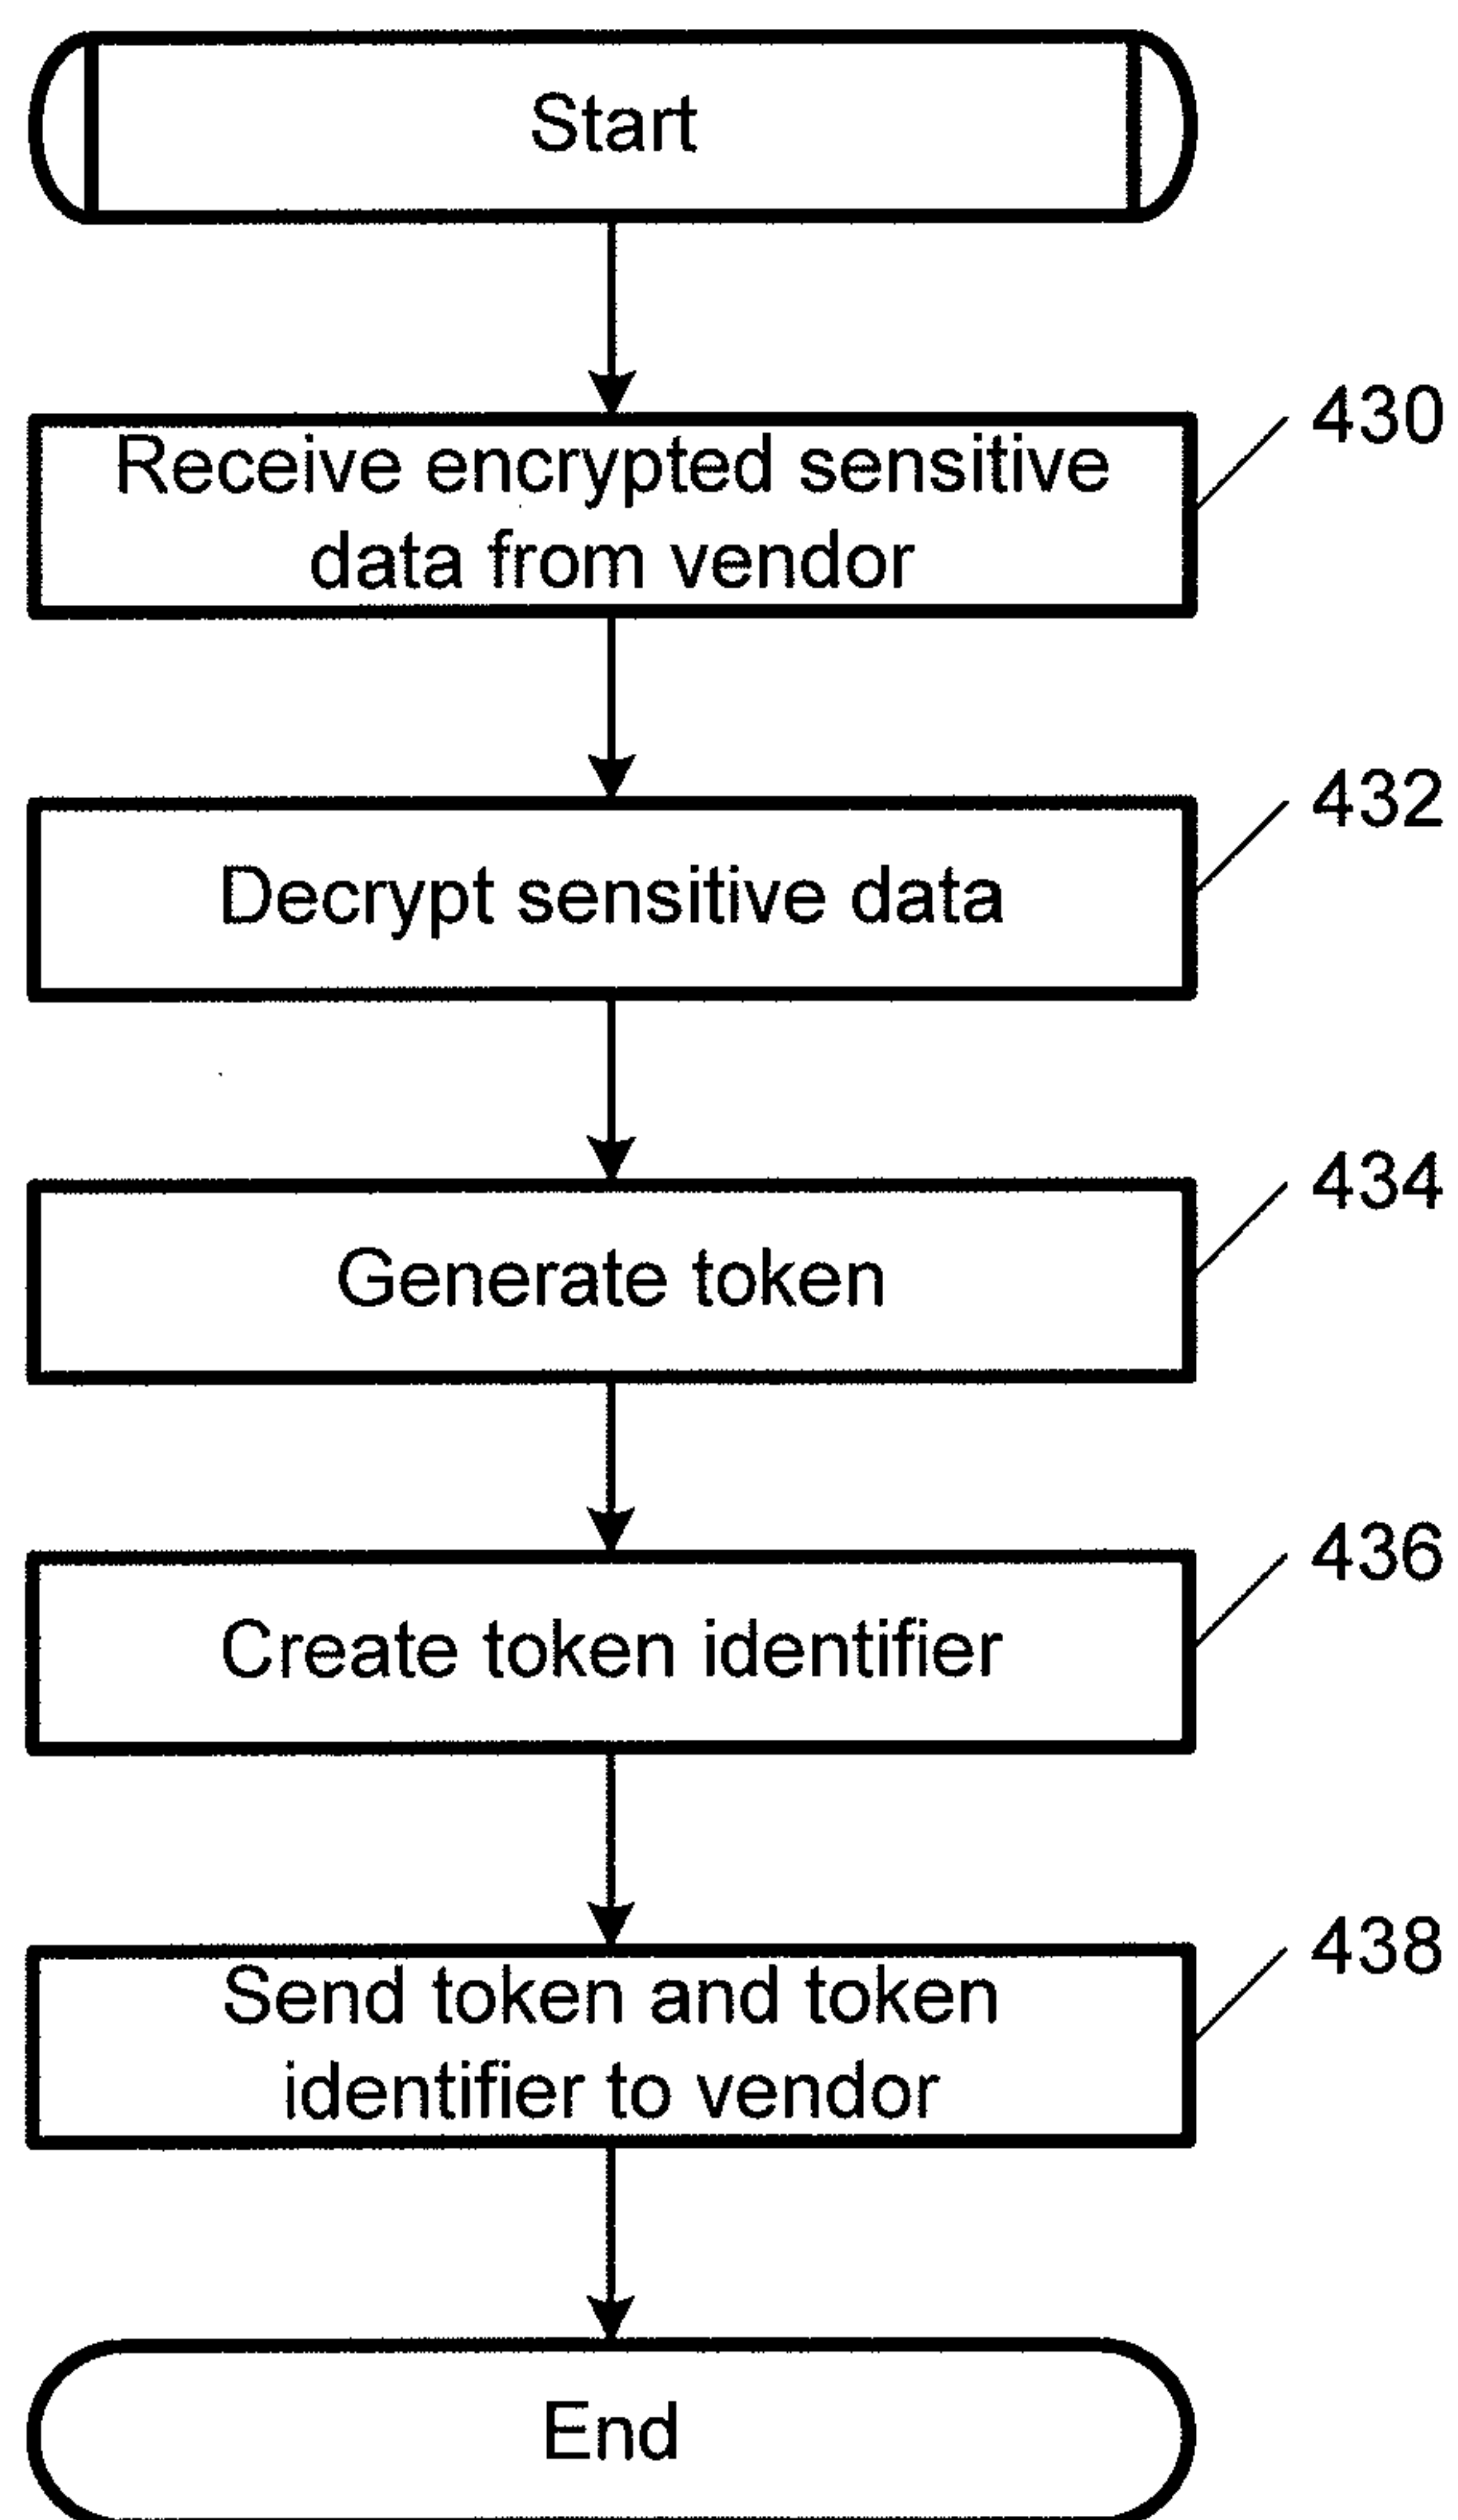 Start
430
Receive encrypted sensitive
data from vendor
432
Decrypt sensitive data
434
Generate token
436
Create token identifier
438
Send token and token
identifier to vendor
End